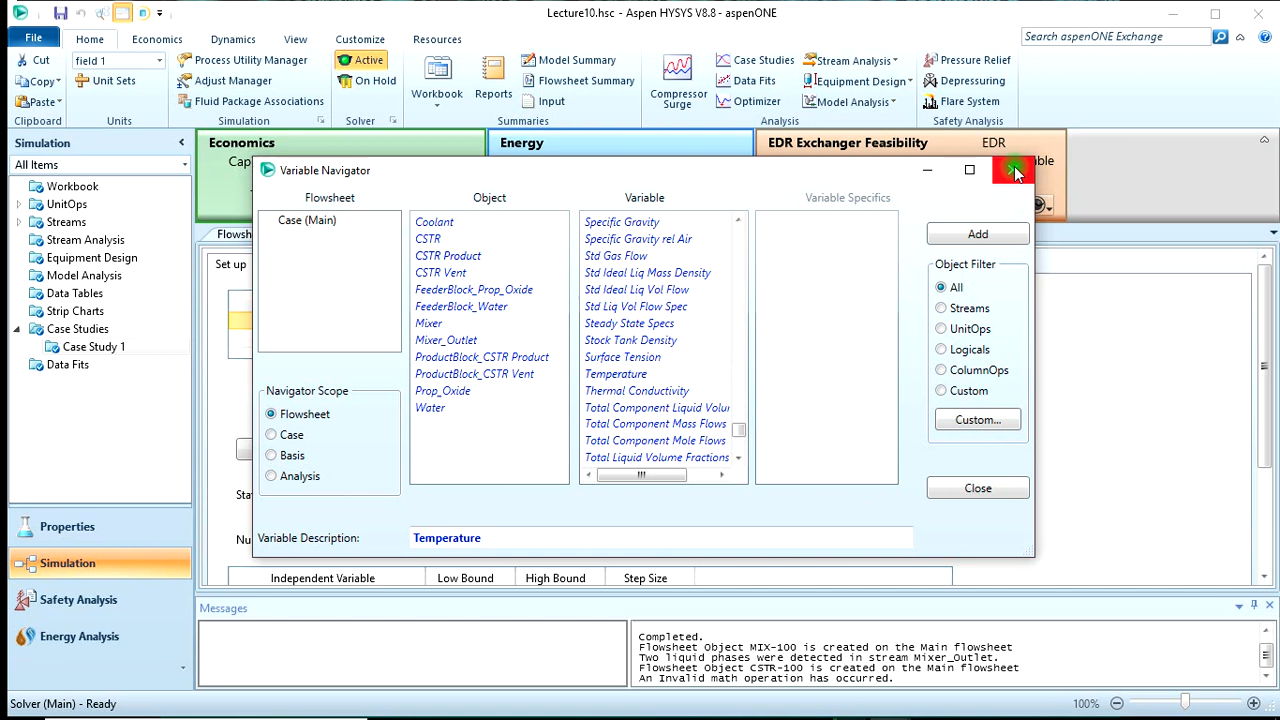 Lecture10.hsc - Aspen HYSYS V8.8 - aspenONE
File Home Economics Dynamics View Customize Resources
Search aspenONE Exchange
Cut
Copy
Paste
Clipboard
field 1
Unit Sets
Units
Process Utility Manager
Adjust Manager
Fluid Package Associations
Simulation
Active
On Hold
Solver
Workbook
Reports
Model Summary
Flowsheet Summary
Input
Summaries
Compressor
Surge
Case Studies
Data Fits
Optimizer
Stream Analysis
Equipment Design
Model Analysis
Analysis
Pressure Relief
Depressuring
Flare System
Safety Analysis
Simulation
All Items
Workbook
UnitOps
Streams
Stream Analysis
Equipment Design
Model Analysis
Data Tables
Strip Charts
Case Studies
Case Study 1
Data Fits
Properties
Simulation
Safety Analysis
Energy Analysis
Economics
Energy
EDR Exchanger Feasibility
EDR
Cap
Flowsh
Set up
Variable Navigator
Flowsheet
Case (Main)
Navigator Scope
Flowsheet
Case
Basis
Analysis
Object
Coolant
CSTR
CSTR Product
CSTR Vent
FeederBlock_Prop_Oxide
FeederBlock_Water
Mixer
Mixer_Outlet
ProductBlock_CSTR Product
ProductBlock_CSTR Vent
Prop_Oxide
Water
Variable
Specific Gravity
Specific Gravity rel Air
Std Gas Flow
Std Ideal Liq Mass Density
Std Ideal Liq Vol Flow
Std Liq Vol Flow Spec
Steady State Specs
Stock Tank Density
Surface Tension
Temperature
Thermal Conductivity
Total Component Liquid Volu
Total Component Mass Flows
Total Component Mole Flows
Total Liquid Volume Fractions
Variable Specifics
Add
Object Filter
All
Streams
UnitOps
Logicals
ColumnOps
Custom
Custom...
Close
Variable Description: Temperature
Independent Variable Low Bound High Bound Step Size
Messages
Completed.
Flowsheet Object MIX-100 is created on the Main flowsheet
Two liquid phases were detected in stream Mixer_Outlet.
Flowsheet Object CSTR-100 is created on the Main flowsheet
An Invalid math operation has occurred.
Solver (Main) - Ready
100%